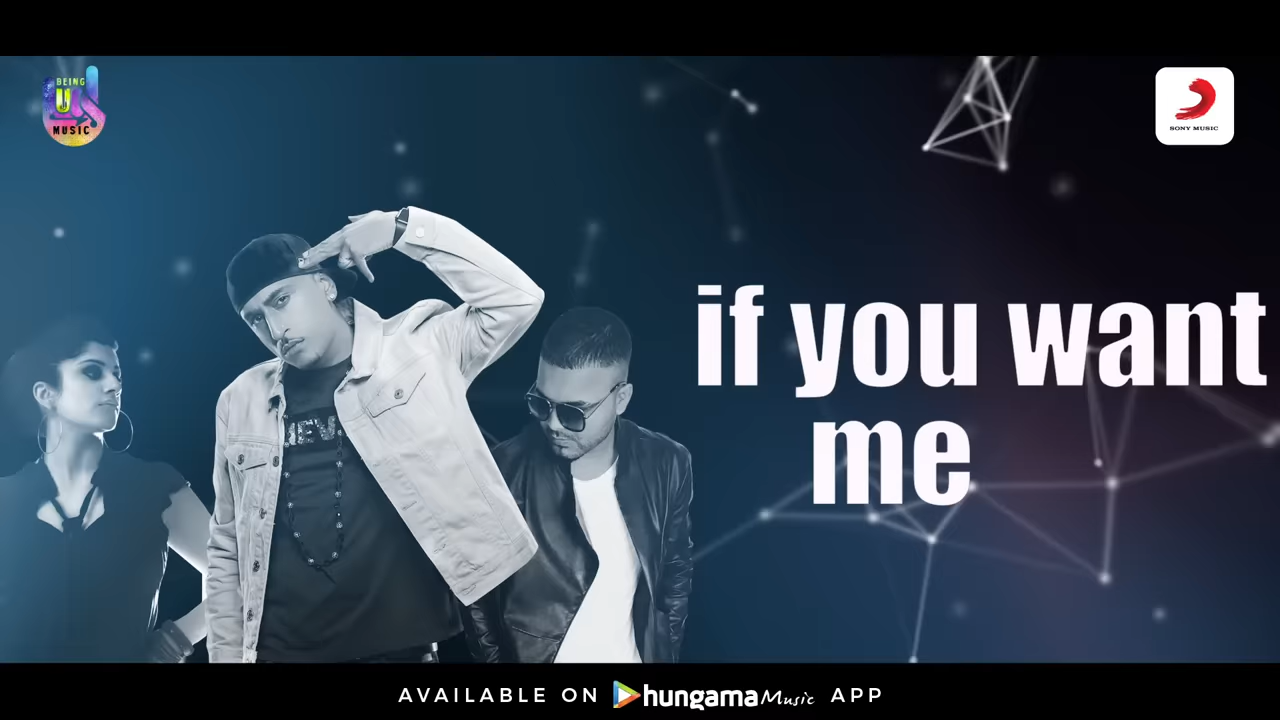 BEING
U
MUSIC
SONY MUSIC
if you want
me
AVAILABLE ON hungama Music APP